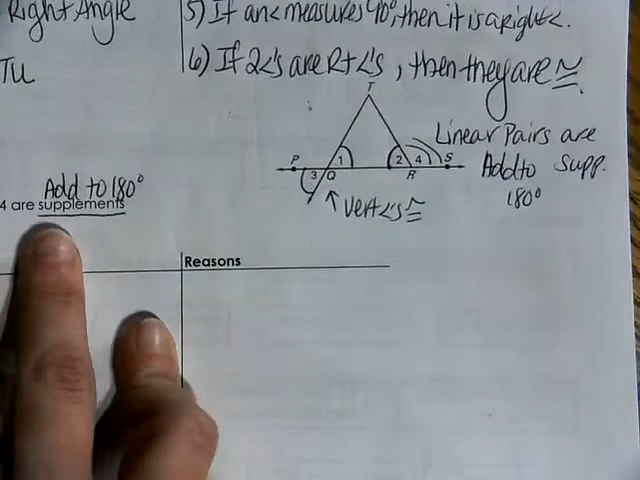 Right Angle
5) If an < measures 90°, then it is a right <.
Tu
6) If 2 <'s are Rt <'s, then they are ≅.
T
Linear Pairs are
Add to Supp.
180°
P
3
Q
1
2
4
S
R
Add to 180°
4 are supplements
↑ Vert <'s ≅
Reasons